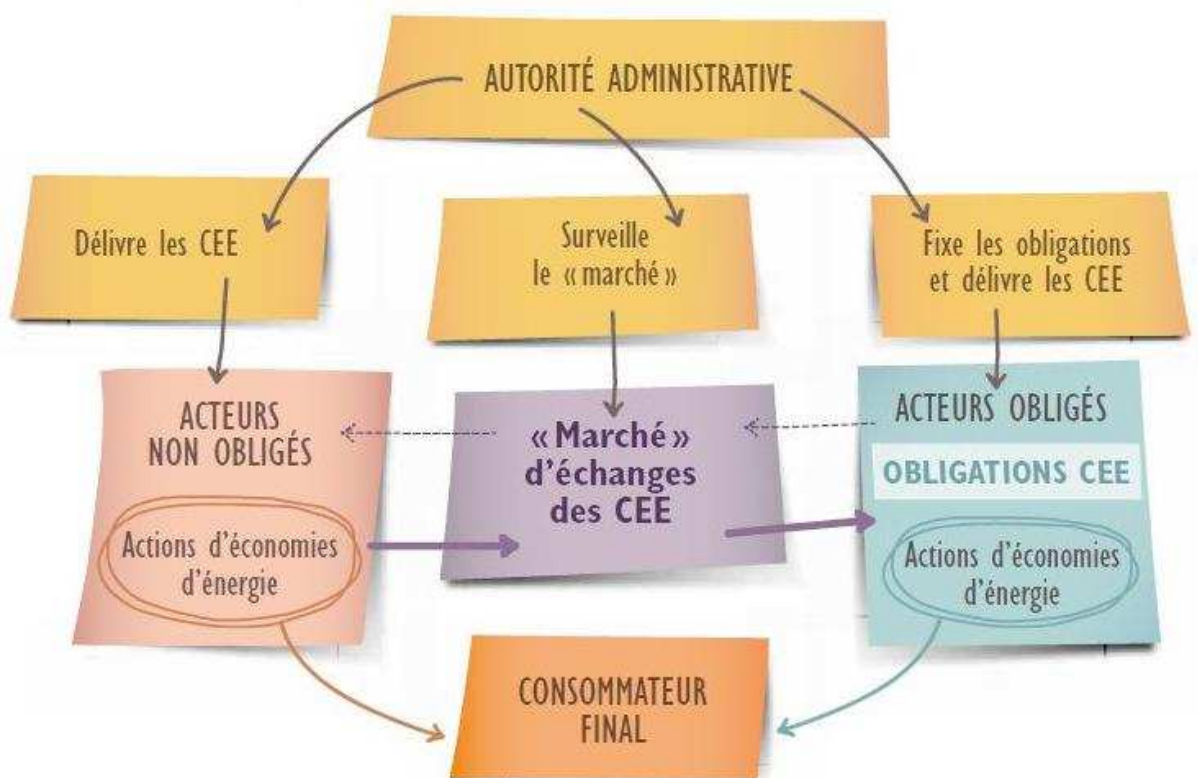 AUTORITÉ ADMINISTRATIVE
Délivre les CEE
Surveille
le « marché »
Fixe les obligations
et délivre les CEE
ACTEURS
NON OBLIGÉS
Actions d'économies
d'énergie
« Marché »
d'échanges
des CEE
ACTEURS OBLIGÉS
OBLIGATIONS CEE
Actions d'économies
d'énergie
CONSOMMATEUR
FINAL